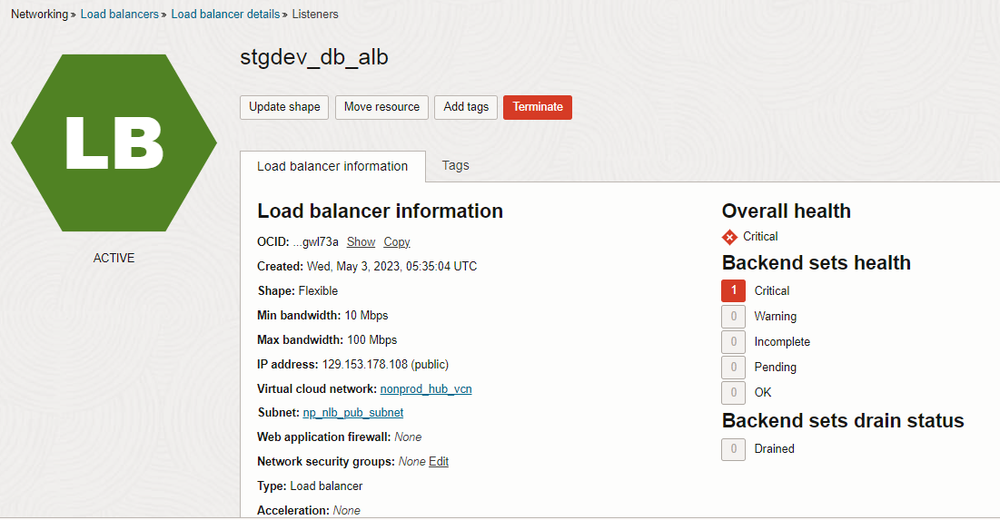 Networking » Load balancers » Load balancer details » Listeners
LB
ACTIVE
stgdev_db_alb
Update shape Move resource Add tags Terminate
Load balancer information Tags
Load balancer information
OCID: ...gwl73a Show Copy
Created: Wed, May 3, 2023, 05:35:04 UTC
Shape: Flexible
Min bandwidth: 10 Mbps
Max bandwidth: 100 Mbps
IP address: 129.153.178.108 (public)
Virtual cloud network: nonprod_hub_vcn
Subnet: np_nlb_pub_subnet
Web application firewall: None
Network security groups: None Edit
Type: Load balancer
Acceleration: None
Overall health
Critical
Backend sets health
1 Critical
0 Warning
0 Incomplete
0 Pending
0 OK
Backend sets drain status
0 Drained